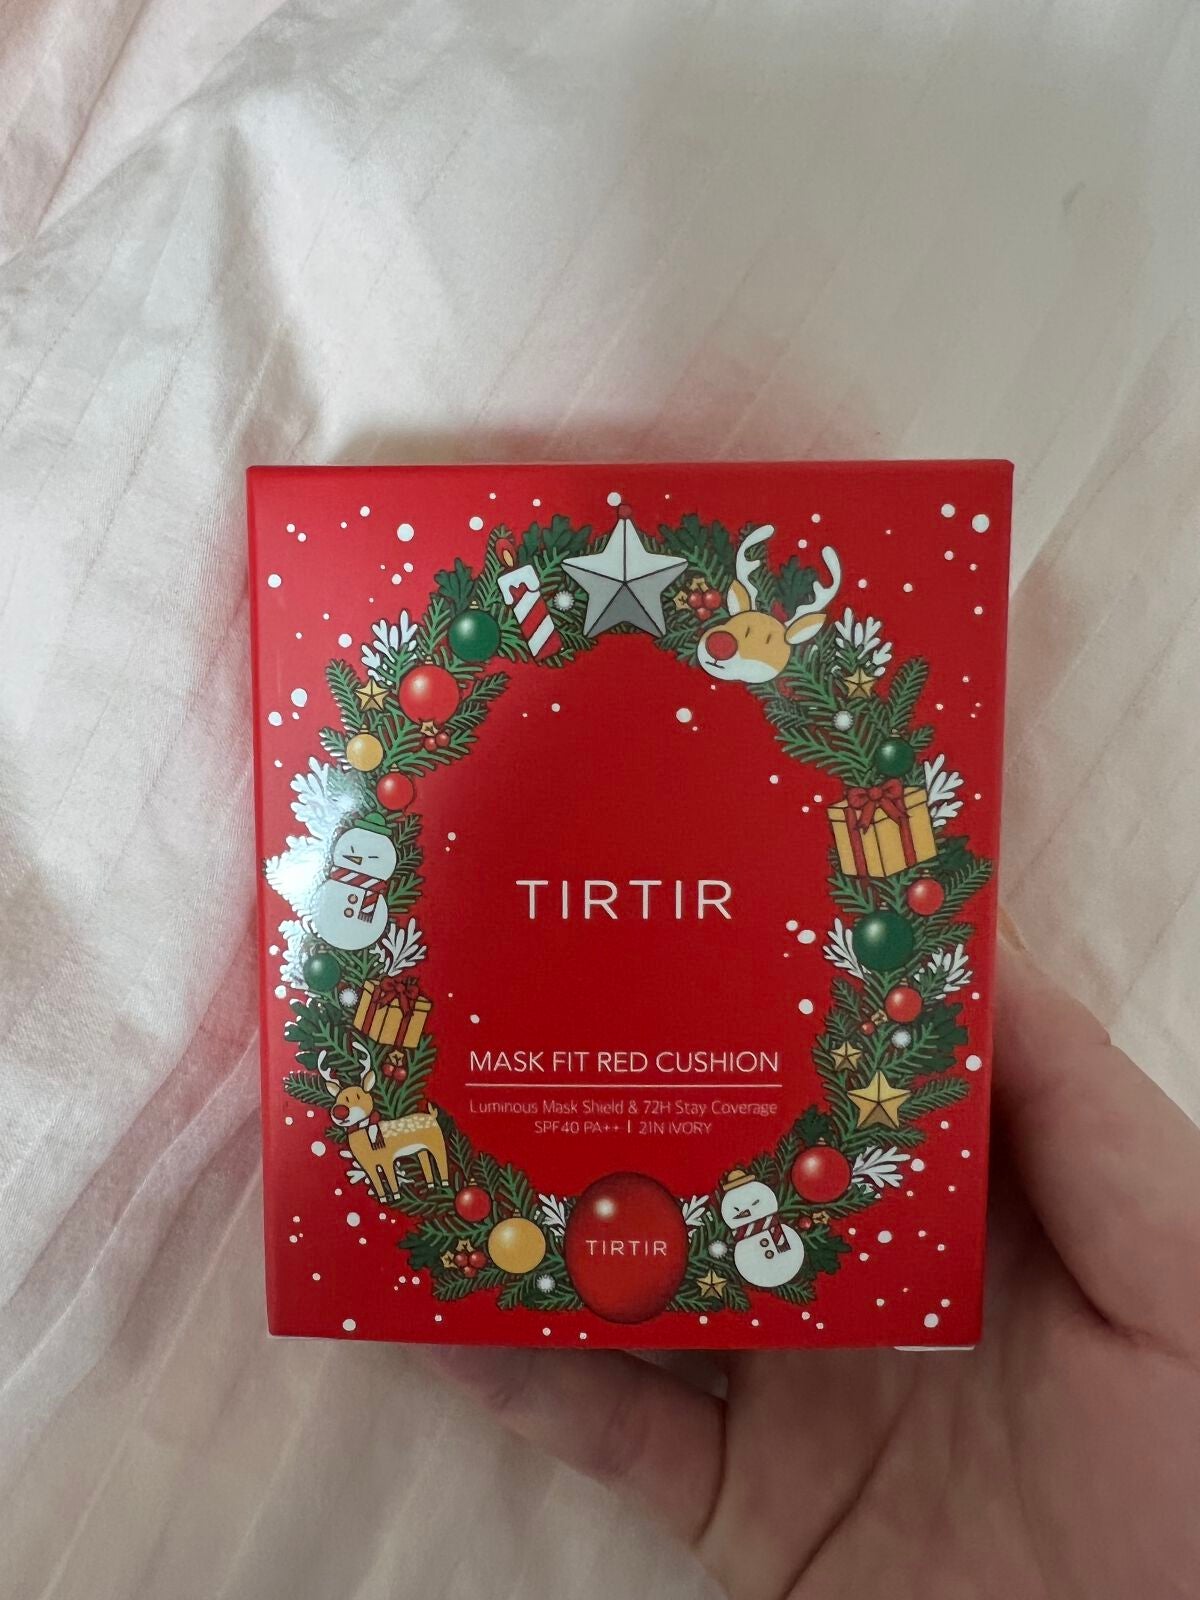 TIRTIR
MASK FIT RED CUSHION
Luminous Mask Shield & 72H Stay Coverage
SPF40 PA++ | 21N IVORY
TIRTIR